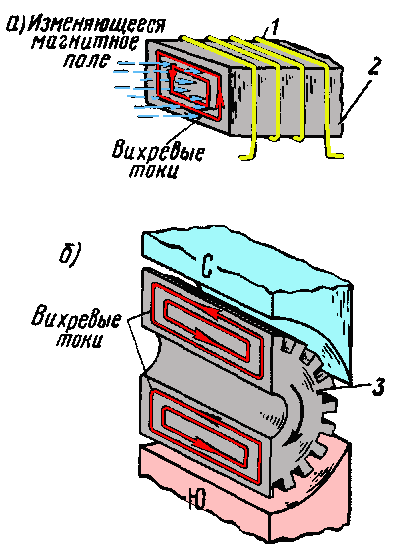 а) Изменяющееся
магнитное
поле
1
2
Вихревые
токи
б)
С
Вихревые
токи
3
Ю